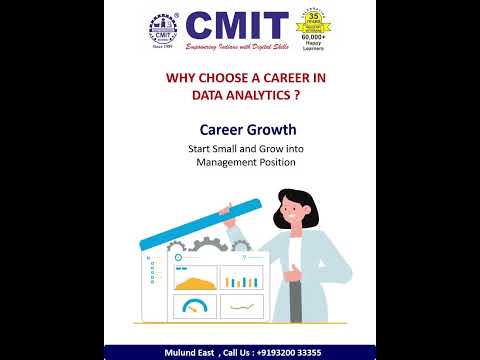 CMIT
®
Empowering Indians with Digital Skills
CMIT
Since 1989
35
60,000+
Happy
Learners
WHY CHOOSE A CAREER IN
DATA ANALYTICS ?
Career Growth
Start Small and Grow into
Management Position
Mulund East , Call Us : +9193200 33355